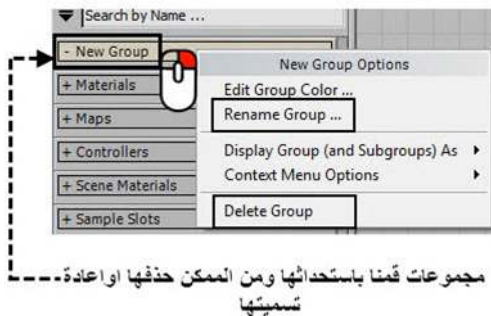 Search by Name ...
- New Group
+ Materials
+ Maps
+ Controllers
+ Scene Materials
+ Sample Slots
New Group Options
Edit Group Color ...
Rename Group ...
Display Group (and Subgroups) As
Context Menu Options
Delete Group
مجموعات قمنا باستحداثها ومن الممكن حذفها اواعادة
تسميتها